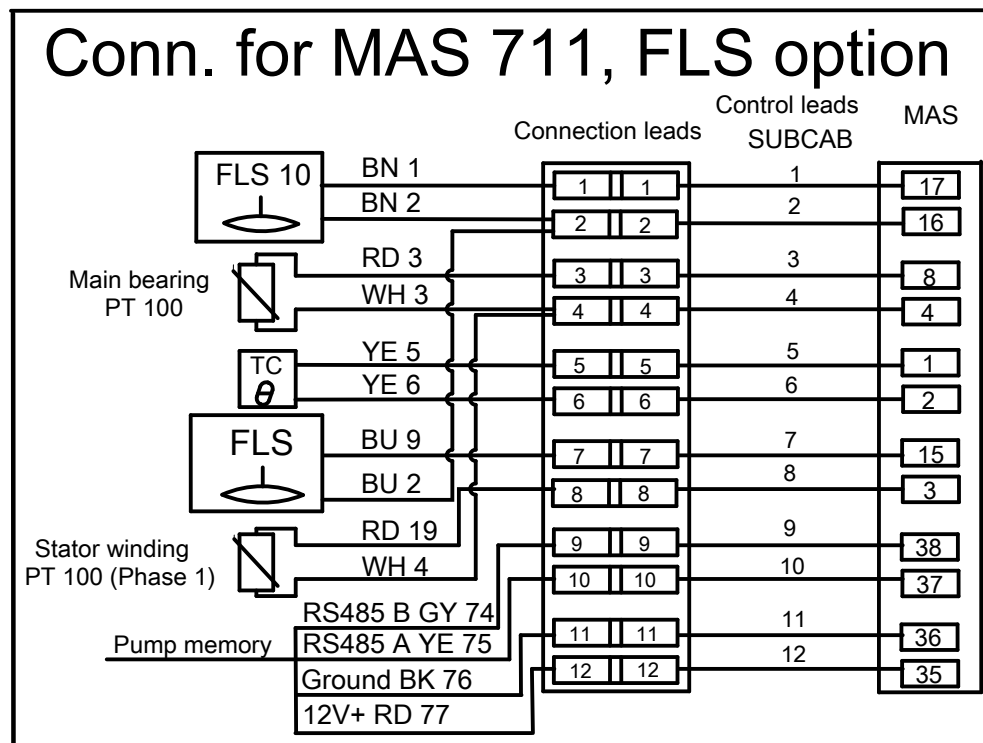 Conn. for MAS 711, FLS option
Connection leads
Control leads
SUBCAB
MAS
FLS 10
BN 1
1 1
1
17
BN 2
2 2
2
16
Main bearing
PT 100
RD 3
3 3
3
8
WH 3
4 4
4
4
TC
θ
YE 5
5 5
5
1
YE 6
6 6
6
2
FLS
BU 9
7 7
7
15
BU 2
8 8
8
3
Stator winding
PT 100 (Phase 1)
RD 19
9 9
9
38
WH 4
10 10
10
37
Pump memory
RS485 B GY 74
RS485 A YE 75
11 11
11
36
Ground BK 76
12 12
12
35
12V+ RD 77